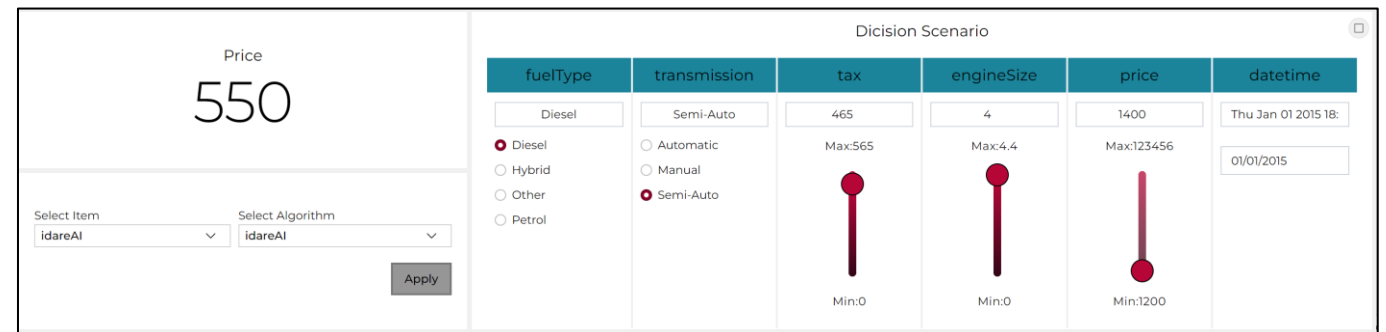 Price
550
Select Item
Select Algorithm
idareAI
idareAI
Apply
Dicision Scenario
fuelType
transmission
tax
engineSize
price
datetime
Diesel
Semi-Auto
465
4
1400
Thu Jan 01 2015 18:
Diesel
Hybrid
Other
Petrol
Automatic
Manual
Semi-Auto
Max:565
Min:0
Max:4.4
Min:0
Max:123456
Min:1200
01/01/2015